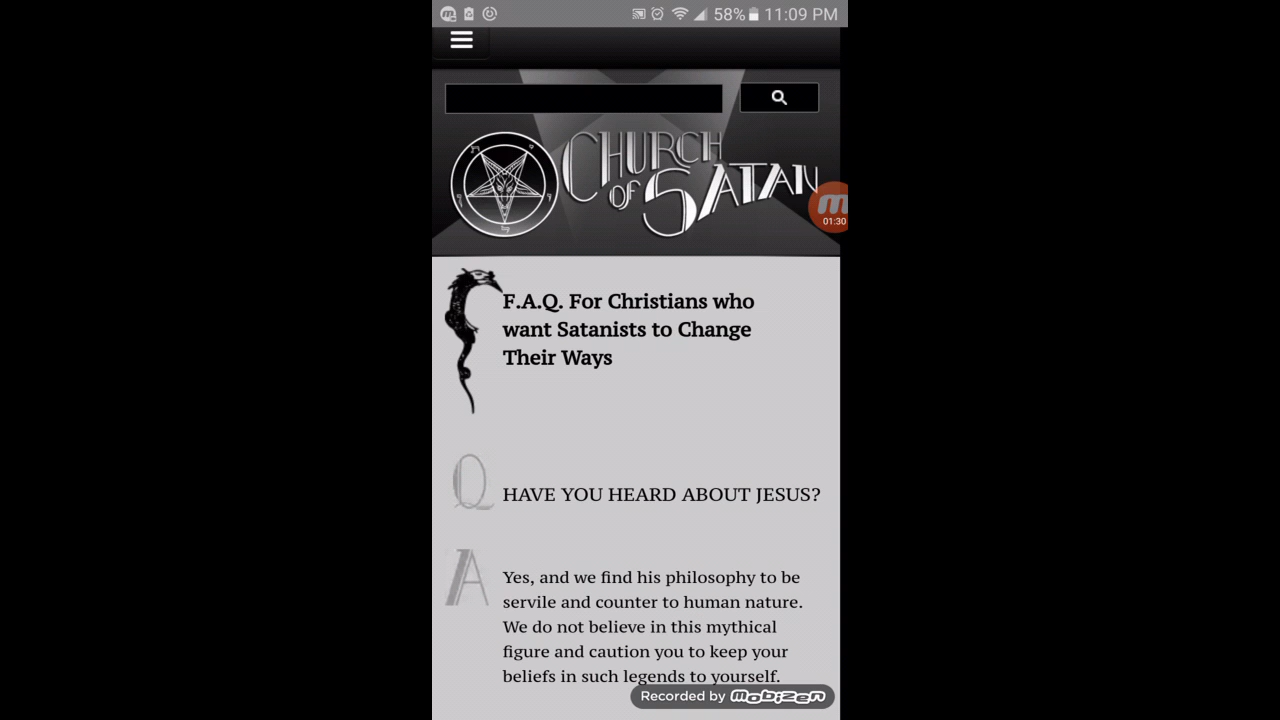 58% 11:09 PM
CHURCH
OF SATAN
01:30
F.A.Q. For Christians who
want Satanists to Change
Their Ways
Q
HAVE YOU HEARD ABOUT JESUS?
A
Yes, and we find his philosophy to be
servile and counter to human nature.
We do not believe in this mythical
figure and caution you to keep your
beliefs in such legends to yourself.
Recorded by mobizen